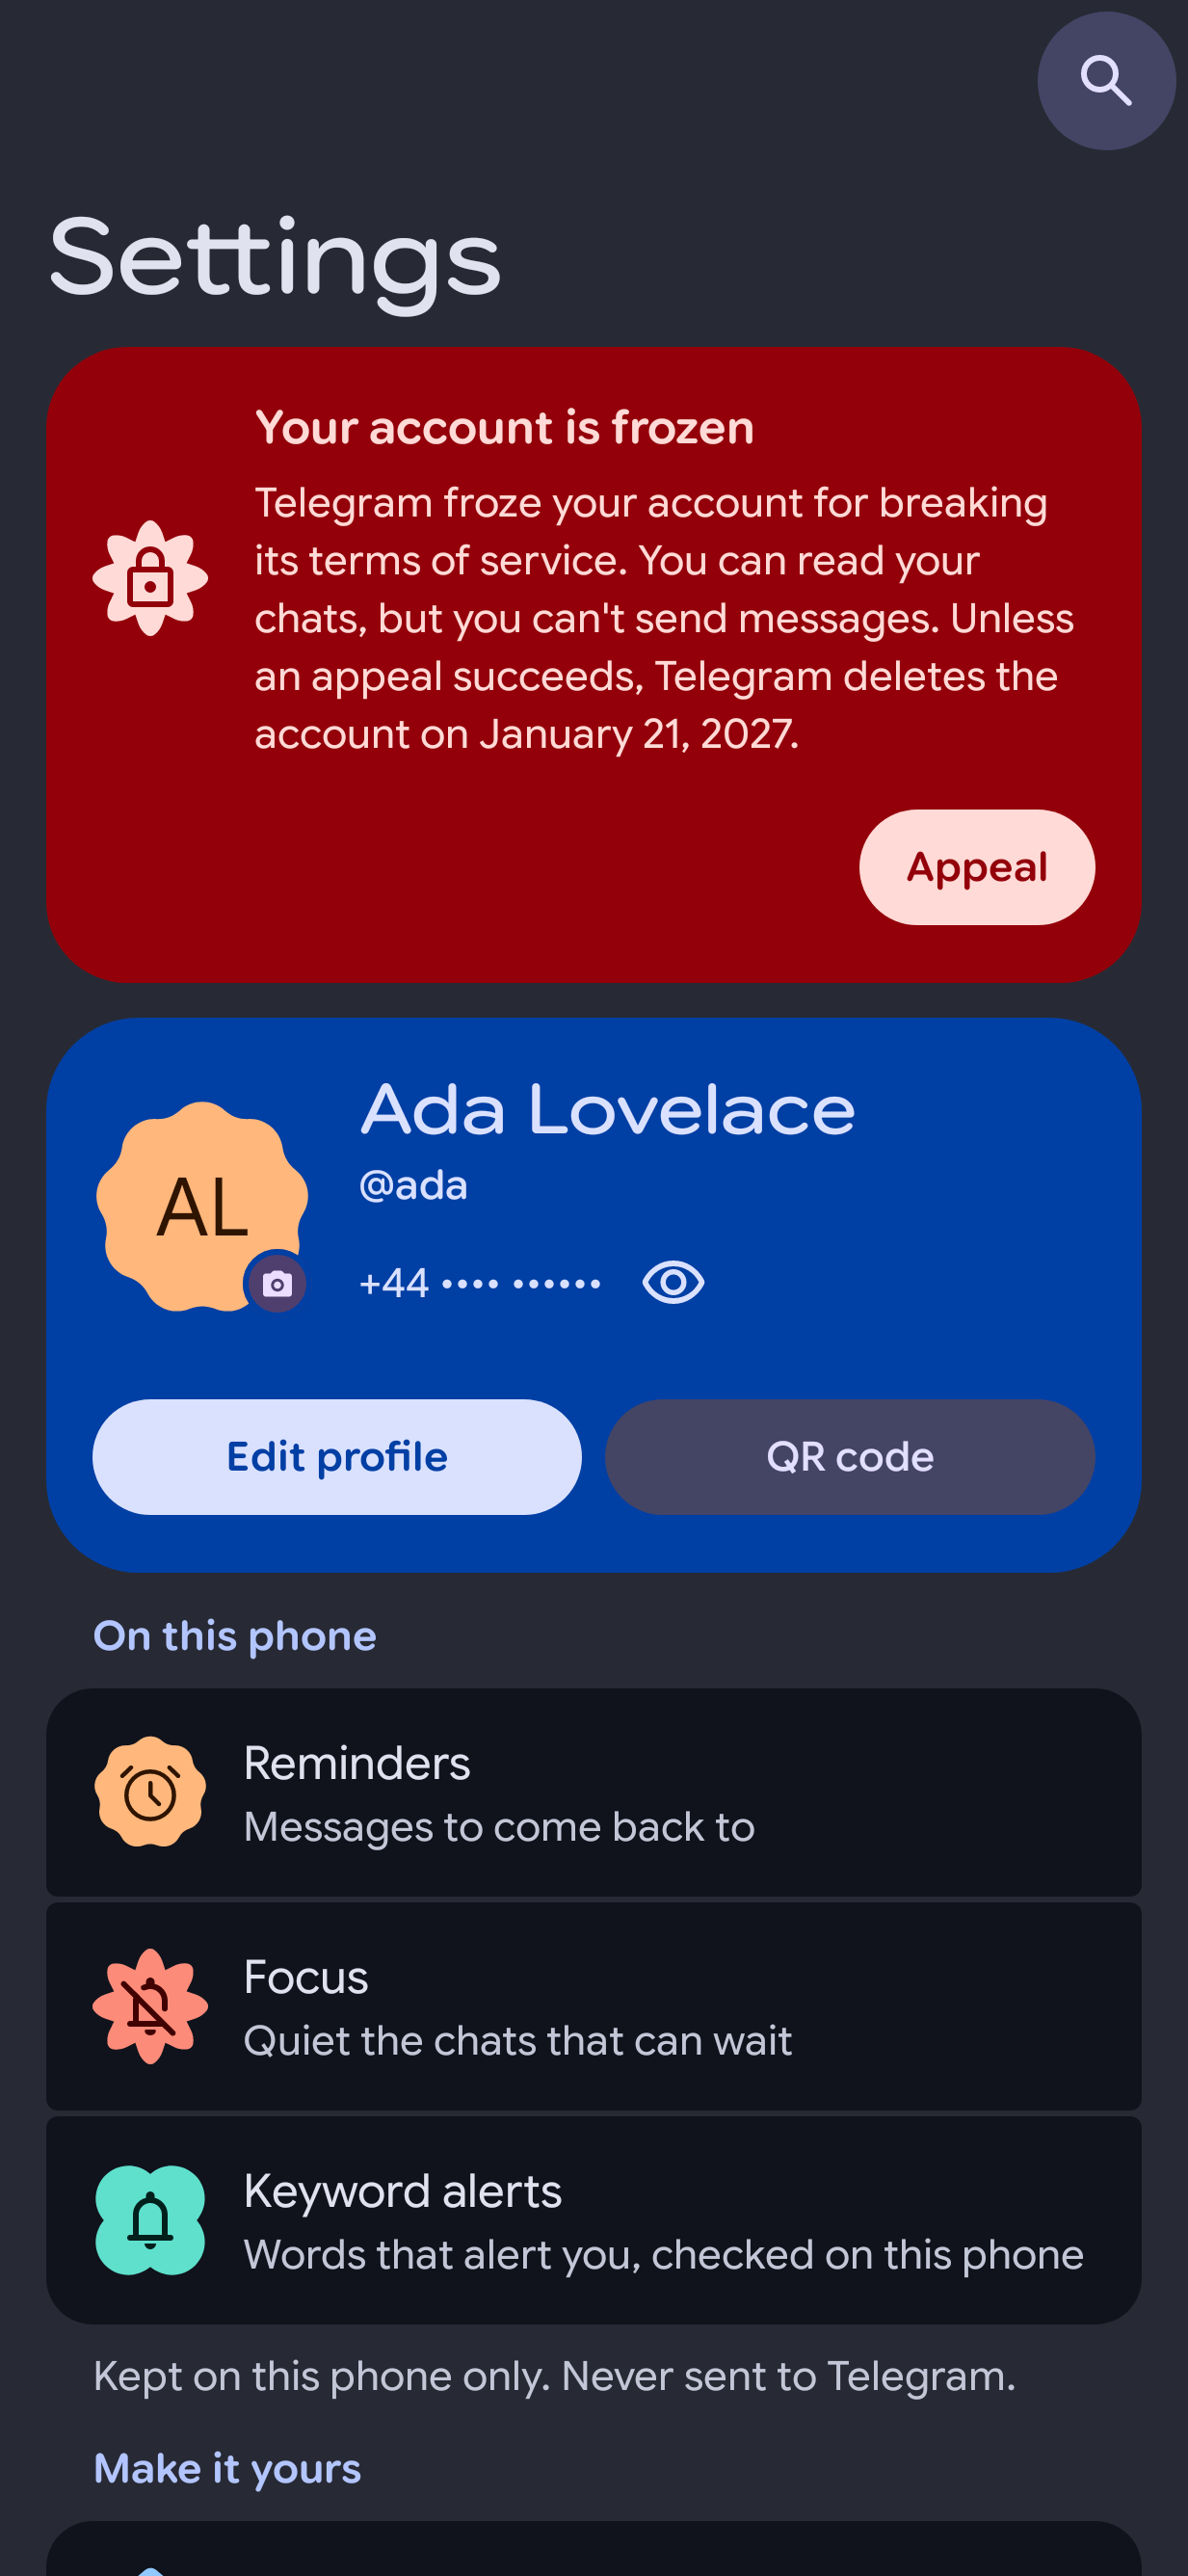 Settings
Your account is frozen
Telegram froze your account for breaking
its terms of service. You can read your
chats, but you can't send messages. Unless
an appeal succeeds, Telegram deletes the
account on January 21, 2027.
Appeal
Ada Lovelace
AL
@ada
+44 •••• ••••••
Edit profile
QR code
On this phone
Reminders
Messages to come back to
Focus
Quiet the chats that can wait
Keyword alerts
Words that alert you, checked on this phone
Kept on this phone only. Never sent to Telegram.
Make it yours